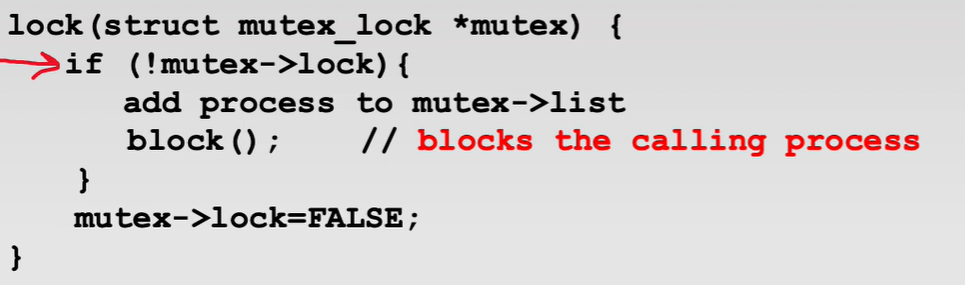 lock(struct mutex_lock *mutex) {
if (!mutex->lock){
add process to mutex->list
block(); // blocks the calling process
}
mutex->lock=FALSE;
}